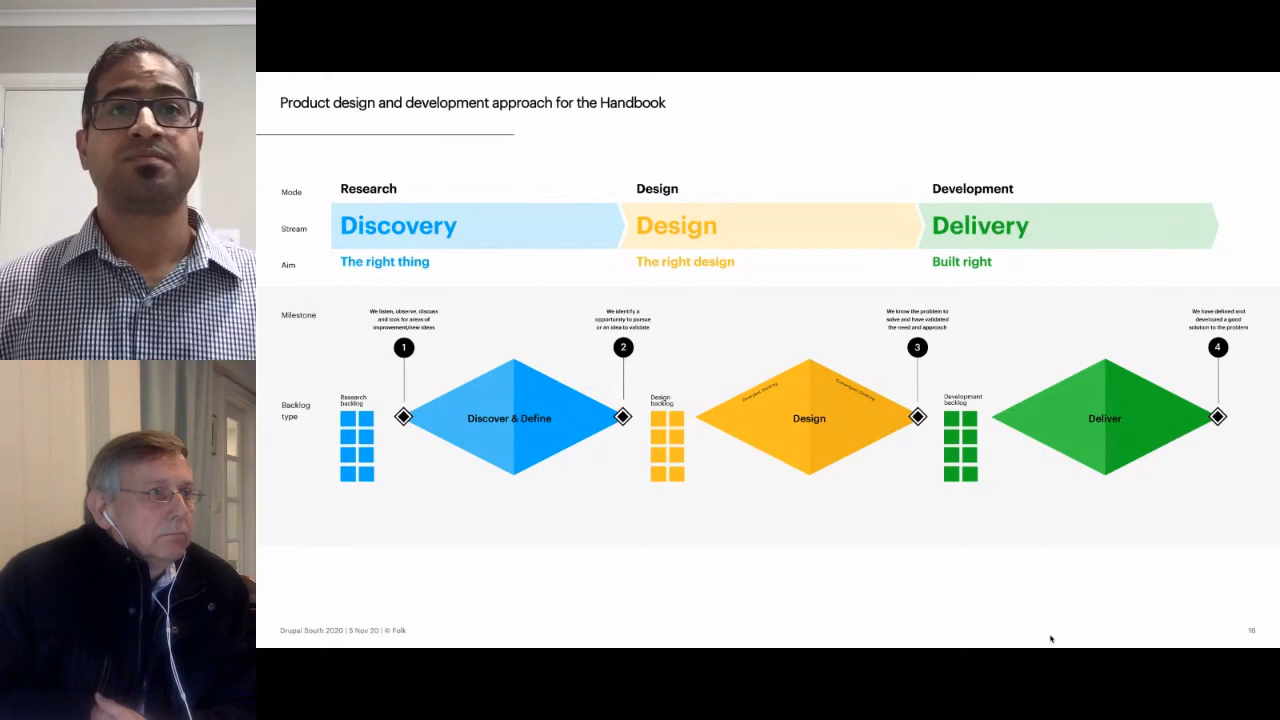 Product design and development approach for the Handbook
Mode
Research
Design
Development
Stream
Discovery
Design
Delivery
Aim
The right thing
The right design
Built right
Milestone
We listen, observe, discuss
and look for areas of
improvement/new ideas
We identify a
opportunity to pursue
or an idea to validate
We know the problem to
solve and have validated
the need and approach
We have defined and
developed a good
solution to the problem
1
2
3
4
Backlog
type
Research
backlog
Discover & Define
Design
backlog
Divergent thinking
Convergent thinking
Design
Development
backlog
Deliver
Drupal South 2020 | 5 Nov 20 | © Folk
16